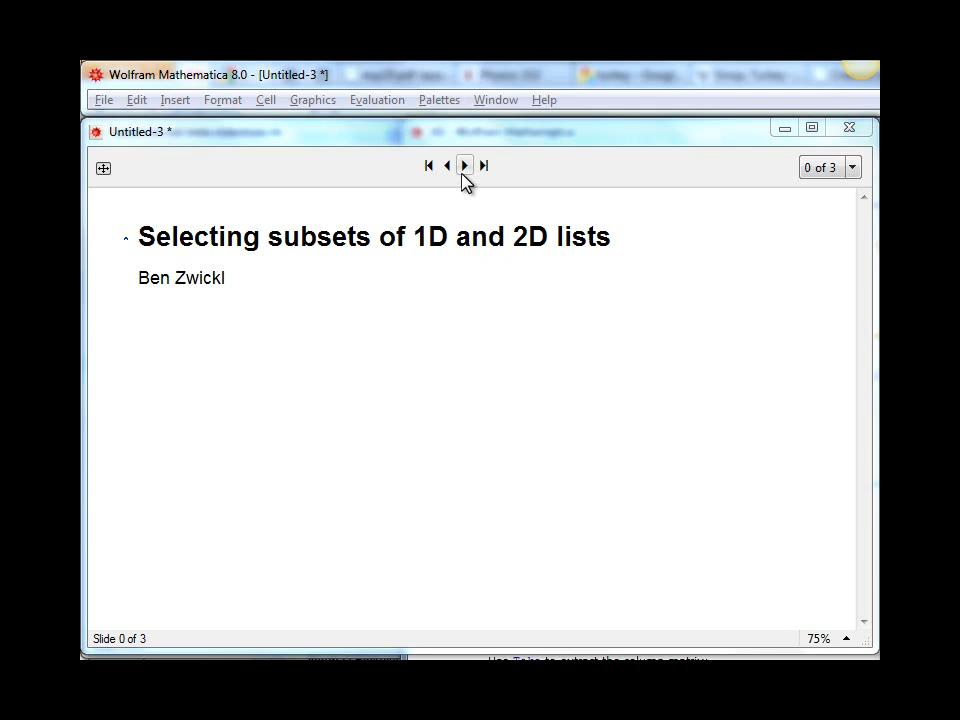 Wolfram Mathematica 8.0 - [Untitled-3 *]
File Edit Insert Format Cell Graphics Evaluation Palettes Window Help
Untitled-3 *
0 of 3
Selecting subsets of 1D and 2D lists
Ben Zwickl
Slide 0 of 3
75%